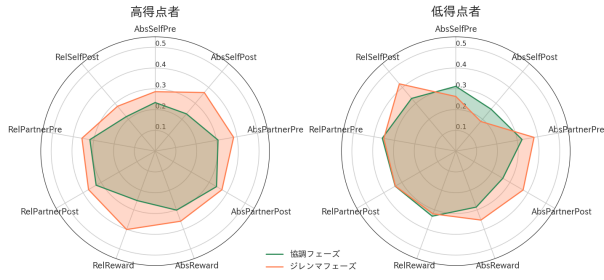 高得点者
低得点者
AbsSelfPre
AbsSelfPost
AbsPartnerPre
AbsPartnerPost
AbsReward
RelReward
RelPartnerPost
RelPartnerPre
RelSelfPost
0.5
0.4
0.3
0.2
0.1
AbsSelfPre
AbsSelfPost
AbsPartnerPre
AbsPartnerPost
AbsReward
RelReward
RelPartnerPost
RelPartnerPre
RelSelfPost
0.5
0.4
0.3
0.2
0.1
協調フェーズ
ジレンマフェーズ